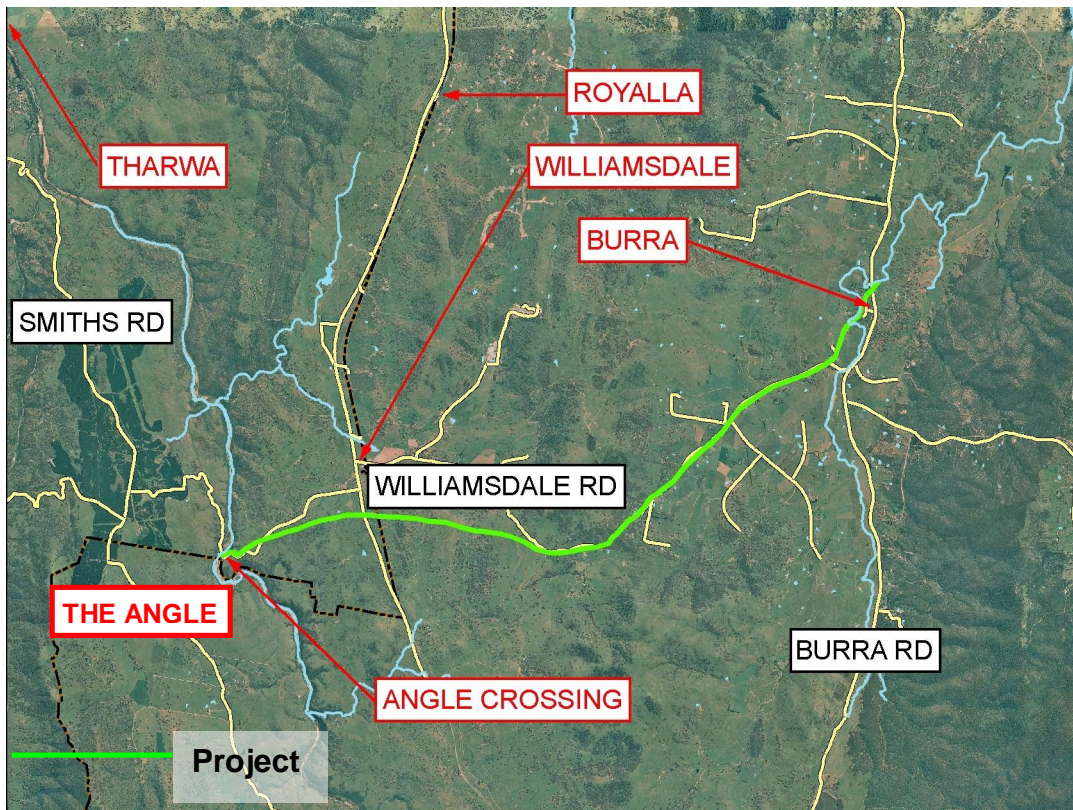 ROYALLA
THARWA
WILLIAMSDALE
BURRA
SMITHS RD
WILLIAMSDALE RD
THE ANGLE
BURRA RD
ANGLE CROSSING
Project